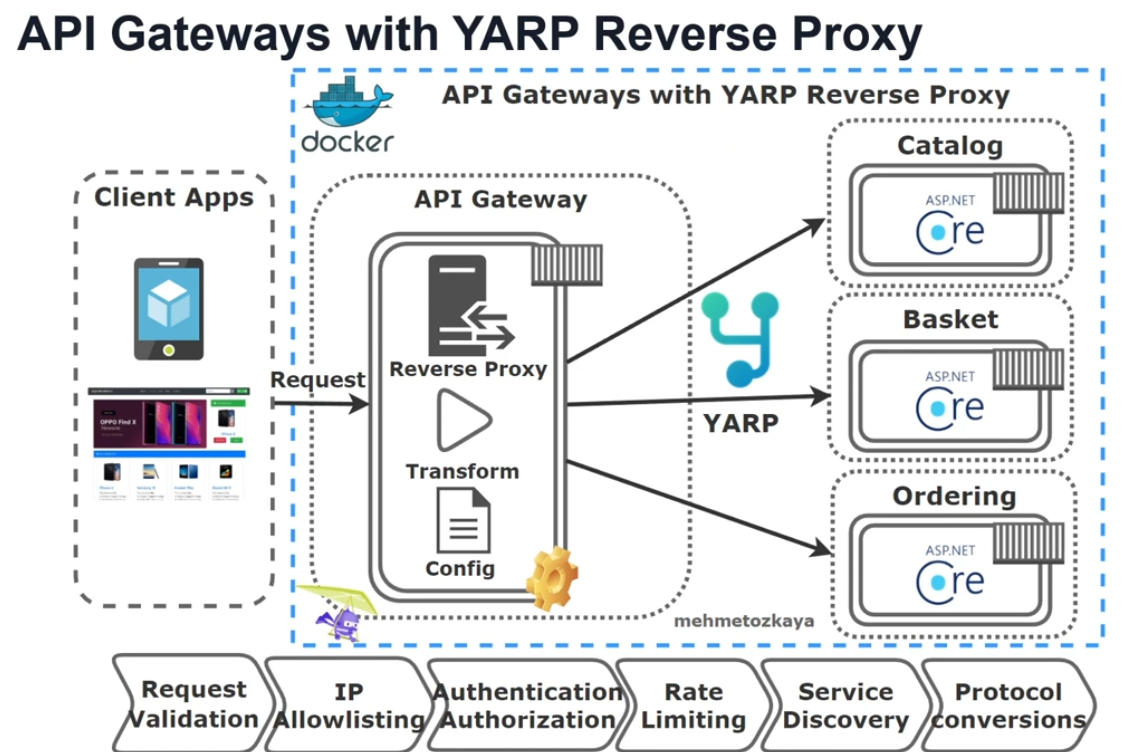 API Gateways with YARP Reverse Proxy
docker
API Gateways with YARP Reverse Proxy
Client Apps
OPPO Find X
Request
API Gateway
Reverse Proxy
Transform
Config
YARP
Catalog
ASP.NET
Core
Basket
ASP.NET
Core
Ordering
ASP.NET
Core
mehmetozkaya
Request
Validation
IP
Allowlisting
Authentication
Authorization
Rate
Limiting
Service
Discovery
Protocol
conversions